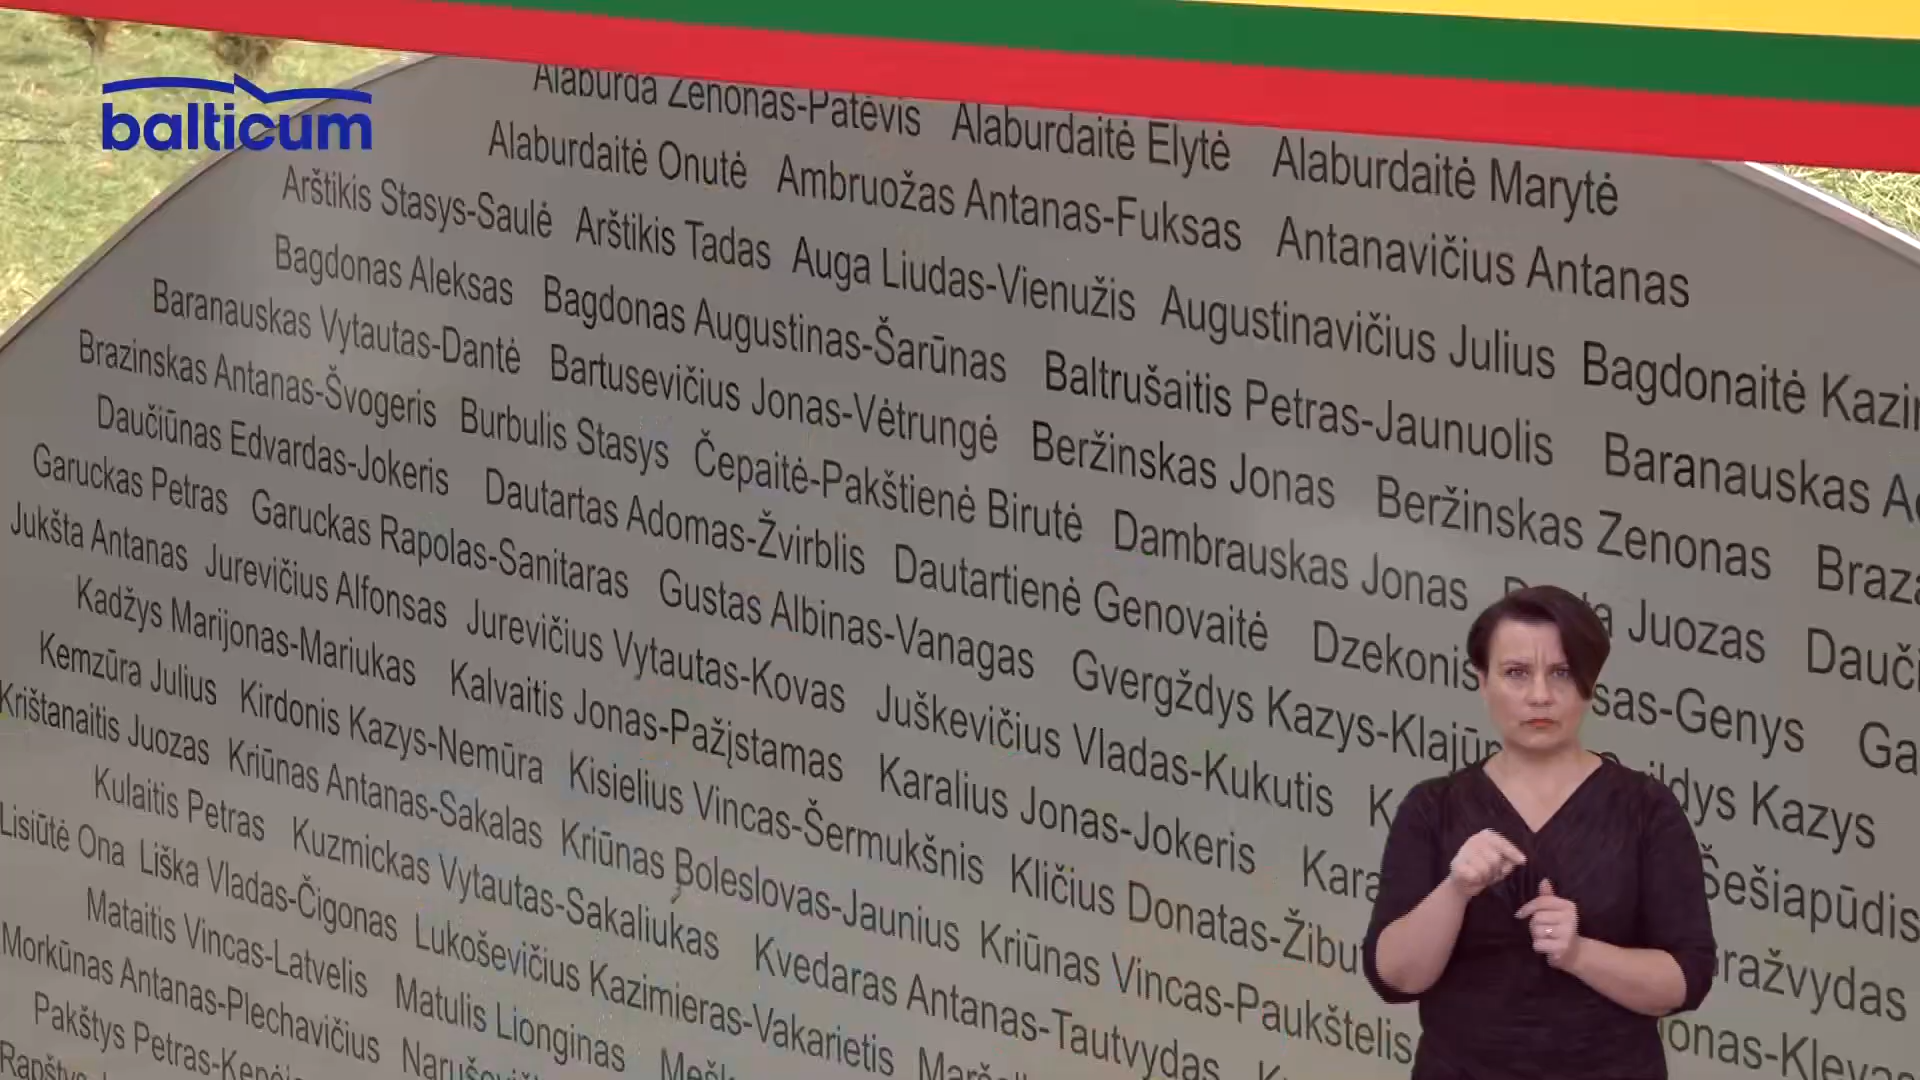 balticum
Alaburda Zenonas-Patėvis Alaburdaitė Elytė Alaburdaitė Marytė
Alaburdaitė Onutė Ambruožas Antanas-Fuksas Antanavičius Antanas
Arštikis Stasys-Saulė Arštikis Tadas Auga Liudas-Vienužis Augustinavičius Julius Bagdonaitė
Bagdonas Aleksas Bagdonas Augustinas-Šarūnas Baltrušaitis Petras-Jaunuolis Baranauskas
Baranauskas Vytautas-Dantė Bartusevičius Jonas-Vėtrungė Beržinskas Jonas Beržinskas Zenonas
Brazinskas Antanas-Švogeris Burbulis Stasys Čepaitė-Pakštienė Birutė Dambrauskas Jonas Juozas
Daučiūnas Edvardas-Jokeris Dautartas Adomas-Žvirblis Dautartienė Genovaitė
Garuckas Petras Garuckas Rapolas-Sanitaras Gustas Albinas-Vanagas Gvergždys Kazys Kazys
Jukšta Antanas Jurevičius Alfonsas Jurevičius Vytautas-Kovas Juškevičius Vladas-Kukutis
Kadžys Marijonas-Mariukas Kalvaitis Jonas-Pažįstamas Karalius Jonas-Jokeris
Kemzūra Julius Kirdonis Kazys-Nemūra Kisielius Vincas-Šermukšnis Kličius Donatas
Krištanaitis Juozas Kriūnas Antanas-Sakalas Kriūnas Boleslovas-Jaunius Kriūnas Vincas-Paukštelis
Kulaitis Petras Kuzmickas Vytautas-Sakaliukas Kvedaras Antanas-Tautvydas
Lisiūtė Ona Liška Vladas-Čigonas Lukoševičius Kazimieras-Vakarietis
Mataitis Vincas-Latvelis Matulis Lionginas
Morkūnas Antanas-Plechavičius
Pakštys Petras